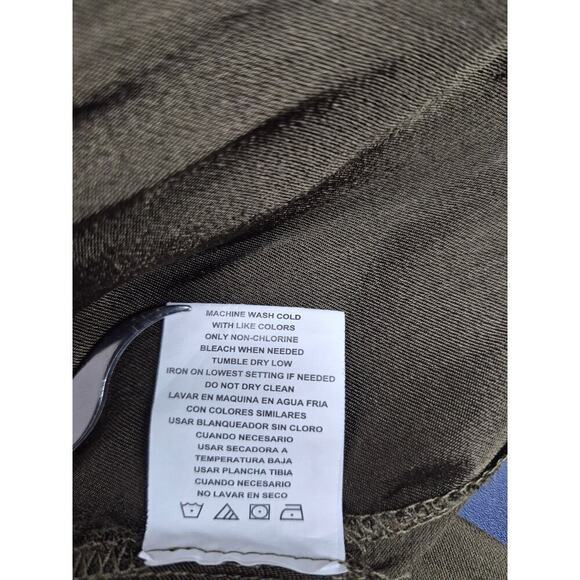 MACHINE WASH COLD
WITH LIKE COLORS
ONLY NON-CHLORINE
BLEACH WHEN NEEDED
TUMBLE DRY LOW
IRON ON LOWEST SETTING IF NEEDED
DO NOT DRY CLEAN
LAVAR EN MAQUINA EN AGUA FRIA
CON COLORES SIMILARES
USAR BLANQUEADOR SIN CLORO
CUANDO NECESARIO
USAR SECADORA A
TEMPERATURA BAJA
USAR PLANCHA TIBIA
CUANDO NECESARIO
NO LAVAR EN SECO